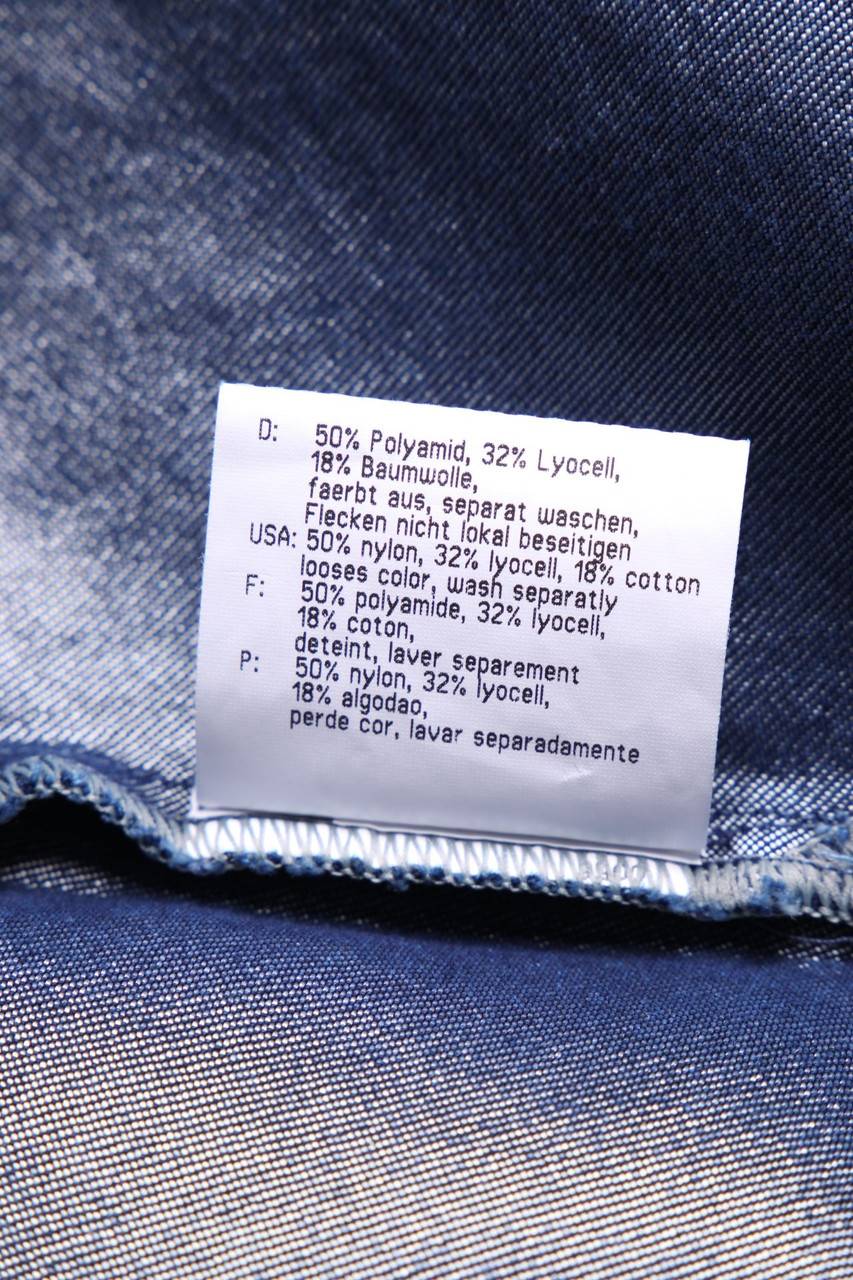 D: 50% Polyamid, 32% Lyocell,
18% Baumwolle,
faerbt aus, separat waschen,
Flecken nicht lokal beseitigen
USA: 50% nylon, 32% lyocell, 18% cotton
looses color, wash separatly
F: 50% polyamide, 32% lyocell,
18% coton,
deteint, laver separement
P: 50% nylon, 32% lyocell,
18% algodao,
perde cor, lavar separadamente